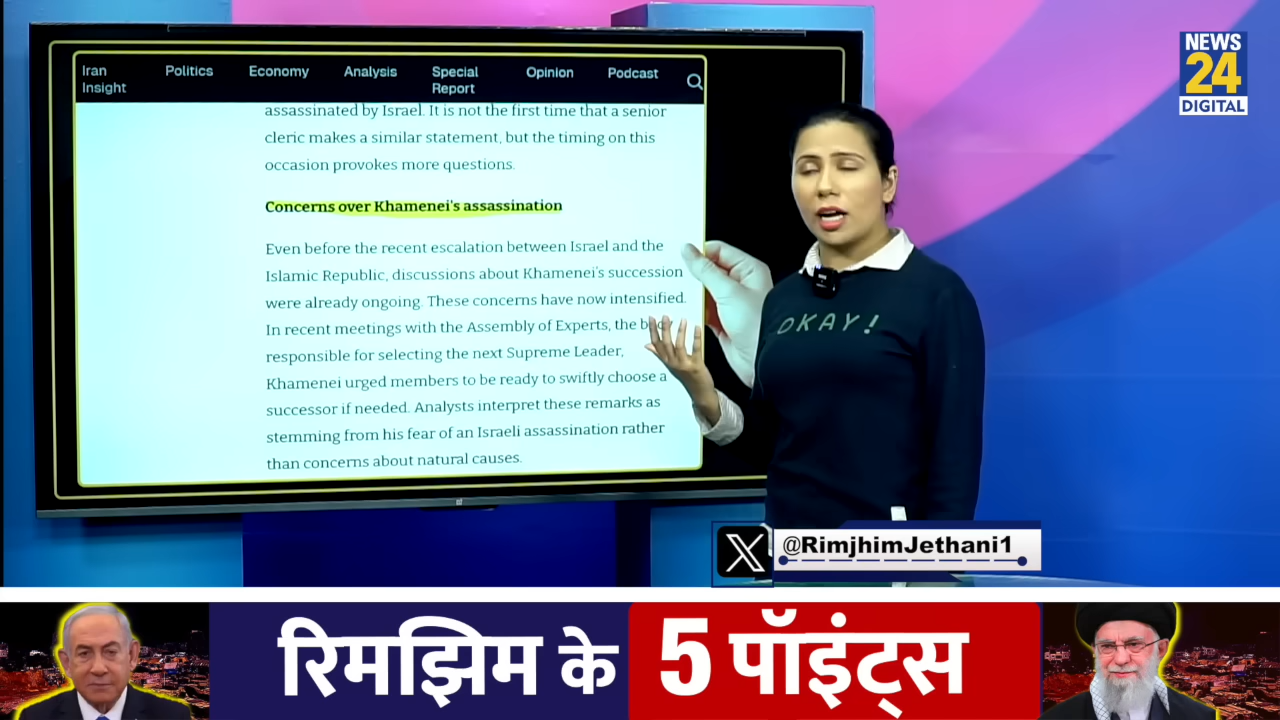 Iran
Insight
Politics
Economy
Analysis
Special
Report
Opinion
Podcast
NEWS
24
DIGITAL
assassinated by Israel. It is not the first time that a senior
cleric makes a similar statement, but the timing on this
occasion provokes more questions.
Concerns over Khamenei's assassination
Even before the recent escalation between Israel and the
Islamic Republic, discussions about Khamenei's succession
were already ongoing. These concerns have now intensified.
In recent meetings with the Assembly of Experts, the
responsible for selecting the next Supreme Leader,
Khamenei urged members to be ready to swiftly choose a
successor if needed. Analysts interpret these remarks as
stemming from his fear of an Israeli assassination rather
than concerns about natural causes.
OKAY!
X @RimjhimJethani1
रिमझिम के 5 पॉइंट्स